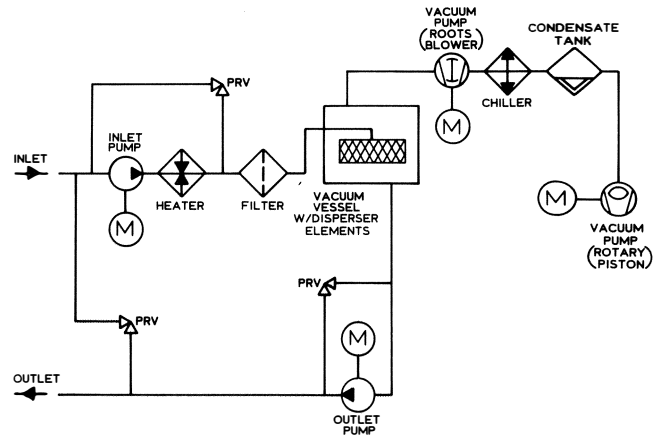 VACUUM
PUMP
(ROOTS
BLOWER)
CONDENSATE
TANK
PRV
CHILLER
M
INLET
PUMP
INLET
HEATER
FILTER
M
VACUUM
VESSEL
W/DISPERSER
ELEMENTS
M
VACUUM
PUMP
(ROTARY
PISTON)
PRV
PRV
M
OUTLET
OUTLET
PUMP